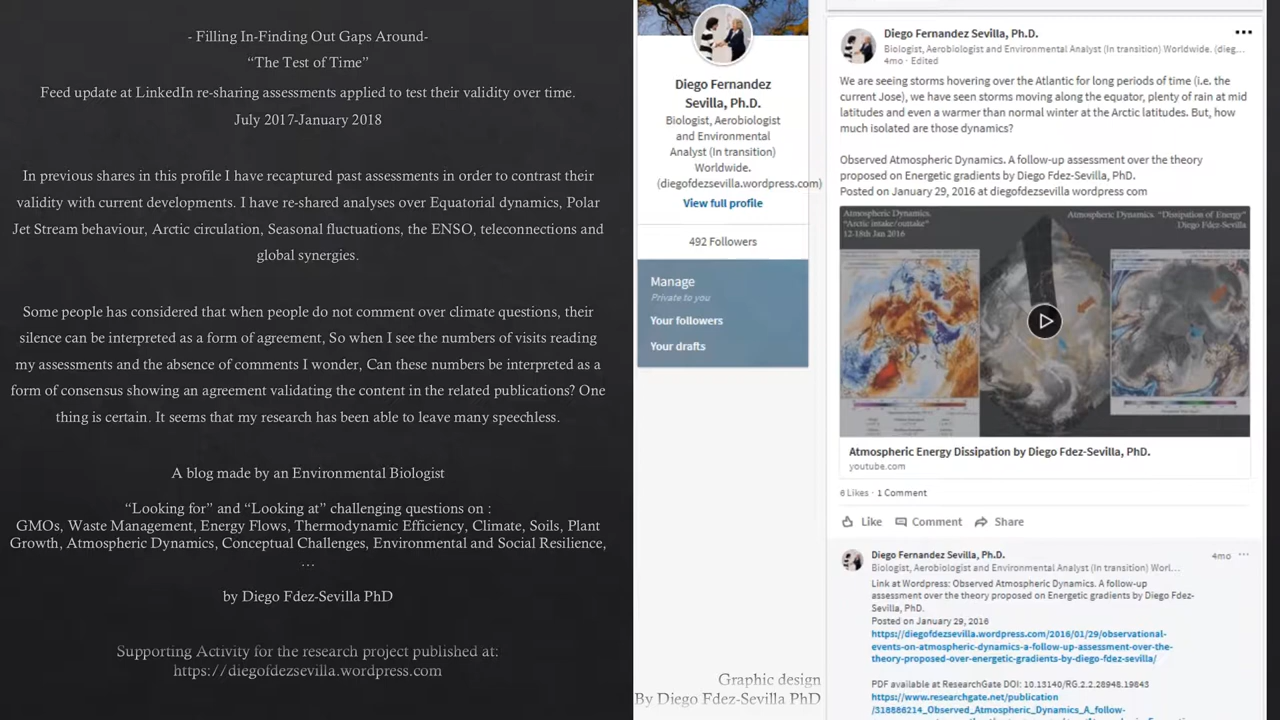 - Filling In-Finding Out Gaps Around-
“The Test of Time”
Feed update at LinkedIn re-sharing assessments applied to test their validity over time.
July 2017-January 2018
In previous shares in this profile I have recaptured past assessments in order to contrast their
validity with current developments. I have re-shared analyses over Equatorial dynamics, Polar
Jet Stream behaviour, Arctic circulation, Seasonal fluctuations, the ENSO, teleconnections and
global synergies.
Some people has considered that when people do not comment over climate questions, their
silence can be interpreted as a form of agreement, So when I see the numbers of visits reading
my assessments and the absence of comments I wonder, Can these numbers be interpreted as a
form of consensus showing an agreement validating the content in the related publications? One
thing is certain. It seems that my research has been able to leave many speechless.
A blog made by an Environmental Biologist
“Looking for” and “Looking at” challenging questions on :
GMOs, Waste Management, Energy Flows, Thermodynamic Efficiency, Climate, Soils, Plant
Growth, Atmospheric Dynamics, Conceptual Challenges, Environmental and Social Resilience,
…
by Diego Fdez-Sevilla PhD
Supporting Activity for the research project published at:
https://diegofdezsevilla.wordpress.com
Diego Fernandez
Sevilla, Ph.D.
Biologist, Aerobiologist
and Environmental
Analyst (In transition)
Worldwide.
(diegofdezsevilla.wordpress.com)
View full profile
492 Followers
Manage
Private to you
Your followers
Your drafts
Graphic design
By Diego Fdez-Sevilla PhD
Diego Fernandez Sevilla, Ph.D.
Biologist, Aerobiologist and Environmental Analyst (In transition) Worldwide. (dieg...
4mo · Edited
We are seeing storms hovering over the Atlantic for long periods of time (i.e. the
current Jose), we have seen storms moving along the equator, plenty of rain at mid
latitudes and even a warmer than normal winter at the Arctic latitudes. But, how
much isolated are those dynamics?
Observed Atmospheric Dynamics. A follow-up assessment over the theory
proposed on Energetic gradients by Diego Fdez-Sevilla, PhD.
Posted on January 29, 2016 at diegofdezsevilla wordpress com
Atmospheric Dynamics.
“Arctic intake/outake”
12-18th Jan 2016
Atmospheric Dynamics. “Dissipation of Energy”
Diego Fdez-Sevilla
Atmospheric Energy Dissipation by Diego Fdez-Sevilla, PhD.
youtube.com
6 Likes · 1 Comment
Like Comment Share
Diego Fernandez Sevilla, Ph.D.
4mo ...
Biologist, Aerobiologist and Environmental Analyst (In transition) Worl...
Link at Wordpress: Observed Atmospheric Dynamics. A follow-up
assessment over the theory proposed on Energetic gradients by Diego Fdez-
Sevilla, PhD.
Posted on January 29, 2016
https://diegofdezsevilla.wordpress.com/2016/01/29/observational-
events-on-atmospheric-dynamics-a-follow-up-assessment-over-the-
theory-proposed-over-energetic-gradients-by-diego-fdez-sevilla/
PDF available at ResearchGate DOI: 10.13140/RG.2.2.28948.19845
https://www.researchgate.net/publication
/318886214_Observed_Atmospheric_Dynamics_A_follow-